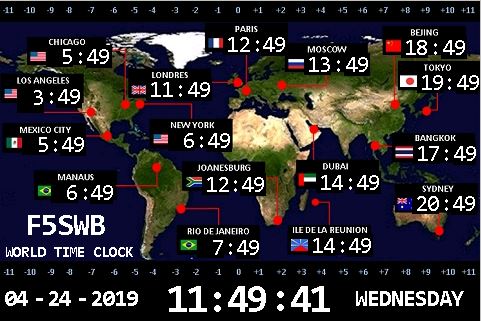 -11 -10 -9 -8 -7 -6 -5 -4 -3 -2 -1 0 +1 +2 +3 +4 +5 +6 +7 +8 +9 +10 +11
PARIS
12:49
BEJING
18:49
CHICAGO
5:49
MOSCOW
13:49
TOKYO
19:49
LOS ANGELES
3:49
LONDRES
11:49
MEXICO CITY
5:49
NEW YORK
6:49
BANGKOK
17:49
MANAUS
6:49
JOANESBURG
12:49
DUBAI
14:49
SYDNEY
20:49
F5SWB
WORLD TIME CLOCK
RIO DE JANEIRO
7:49
ILE DE LA REUNION
14:49
-11 -10 -9 -8 -7 -6 -5 -4 -3 -2 -1 0 +1 +2 +3 +4 +5 +6 +7 +8 +9 +10 +11
04 - 24 - 2019 11:49:41 WEDNESDAY